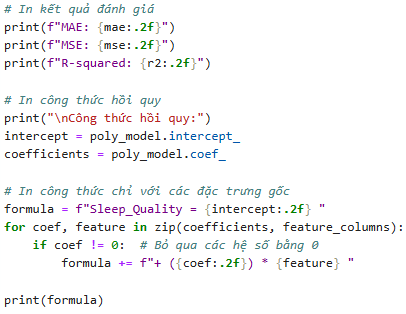 # In kết quả đánh giá
print(f"MAE: {mae:.2f}")
print(f"MSE: {mse:.2f}")
print(f"R-squared: {r2:.2f}")

# In công thức hồi quy
print("\nCông thức hồi quy:")
intercept = poly_model.intercept_
coefficients = poly_model.coef_

# In công thức chỉ với các đặc trưng gốc
formula = f"Sleep_Quality = {intercept:.2f} "
for coef, feature in zip(coefficients, feature_columns):
    if coef != 0:  # Bỏ qua các hệ số bằng 0
        formula += f"+ ({coef:.2f}) * {feature} "

print(formula)